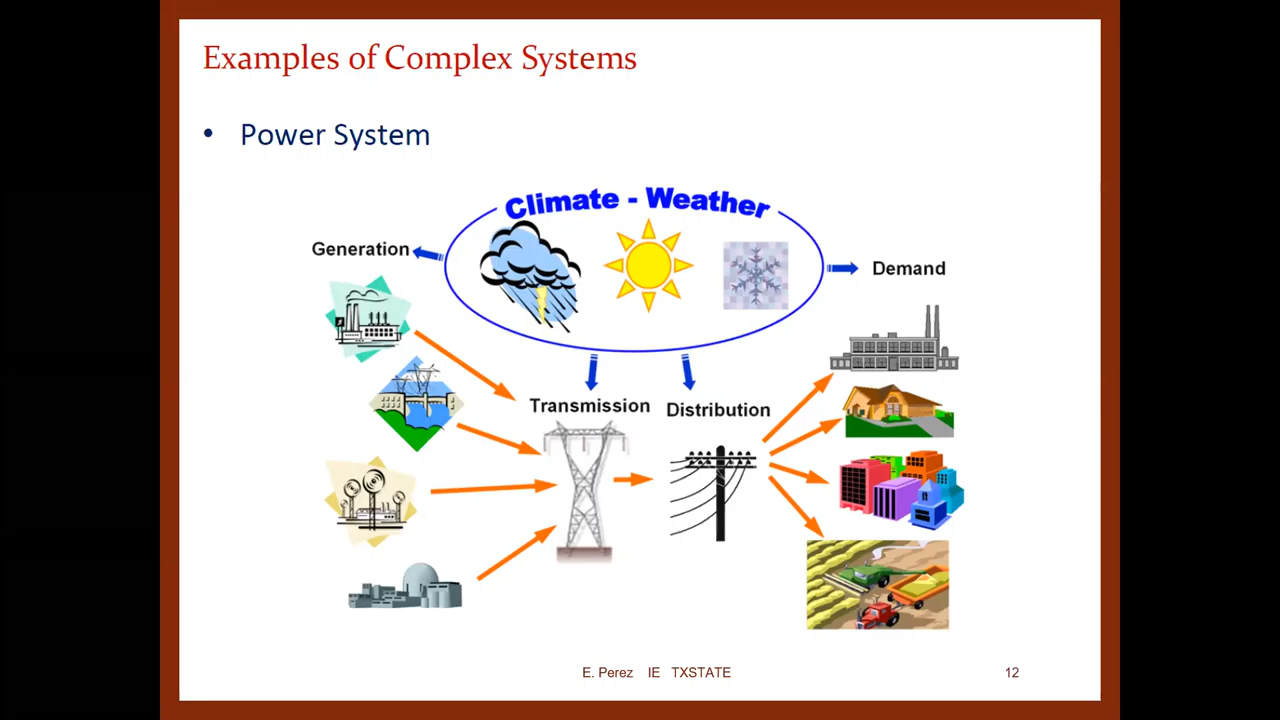 Examples of Complex Systems
• Power System
Climate - Weather
Generation
Demand
Transmission
Distribution
E. Perez IE TXSTATE
12